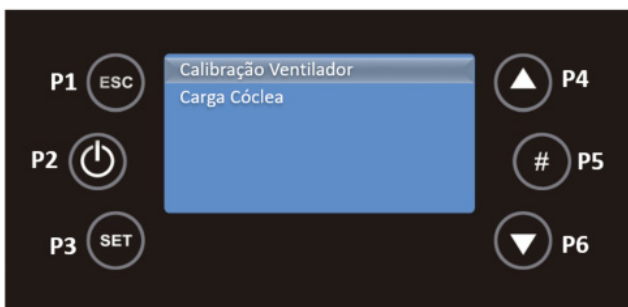 P1 ESC
Calibração Ventilador
P4
Carga Cóclea
P2
# P5
P3 SET
P6